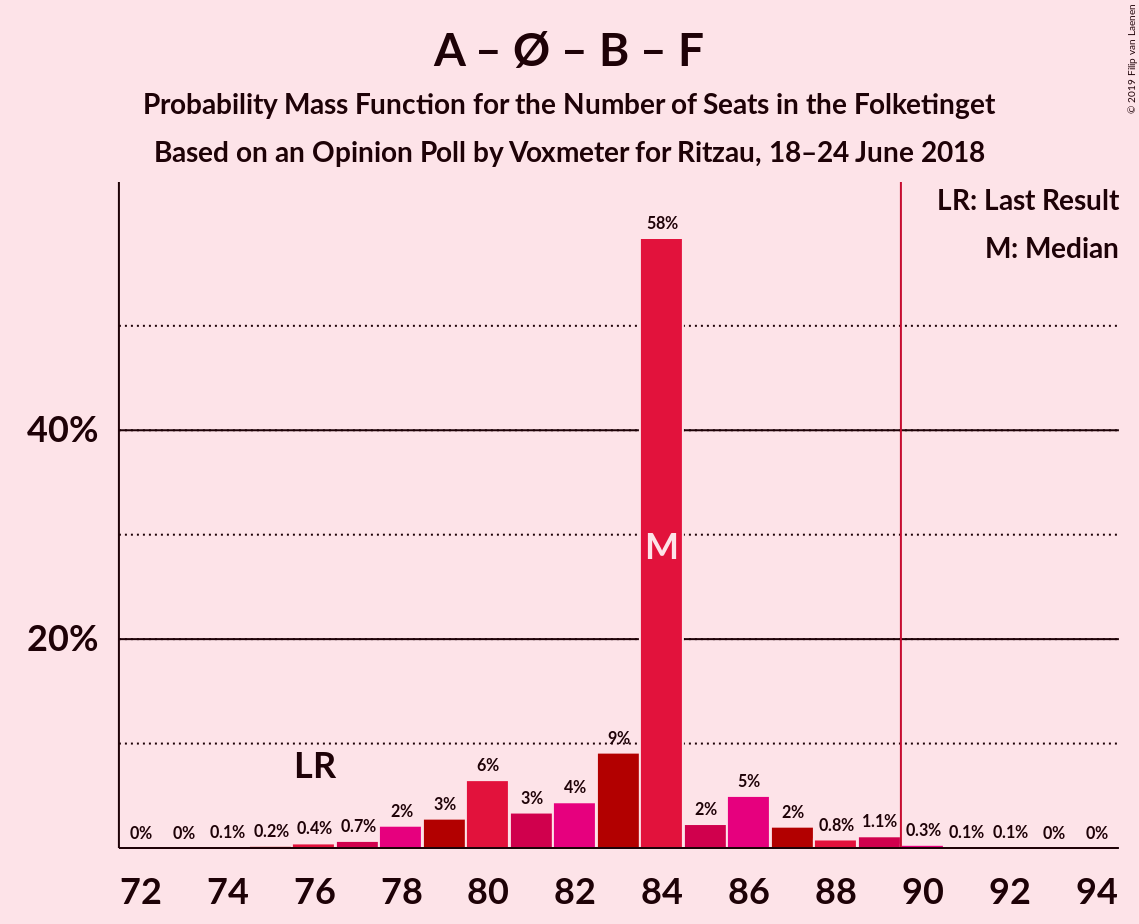 A – Ø – B – F
Probability Mass Function for the Number of Seats in the Folketinget
Based on an Opinion Poll by Voxmeter for Ritzau, 18–24 June 2018
© 2019 Filip van Laenen
LR: Last Result
M: Median
58%
40%
M
20%
LR
0% 0% 0.1% 0.2% 0.4% 0.7% 2% 3% 6% 3% 4% 9% 2% 5% 2% 0.8% 1.1% 0.3% 0.1% 0.1% 0% 0%
72 74 76 78 80 82 84 86 88 90 92 94